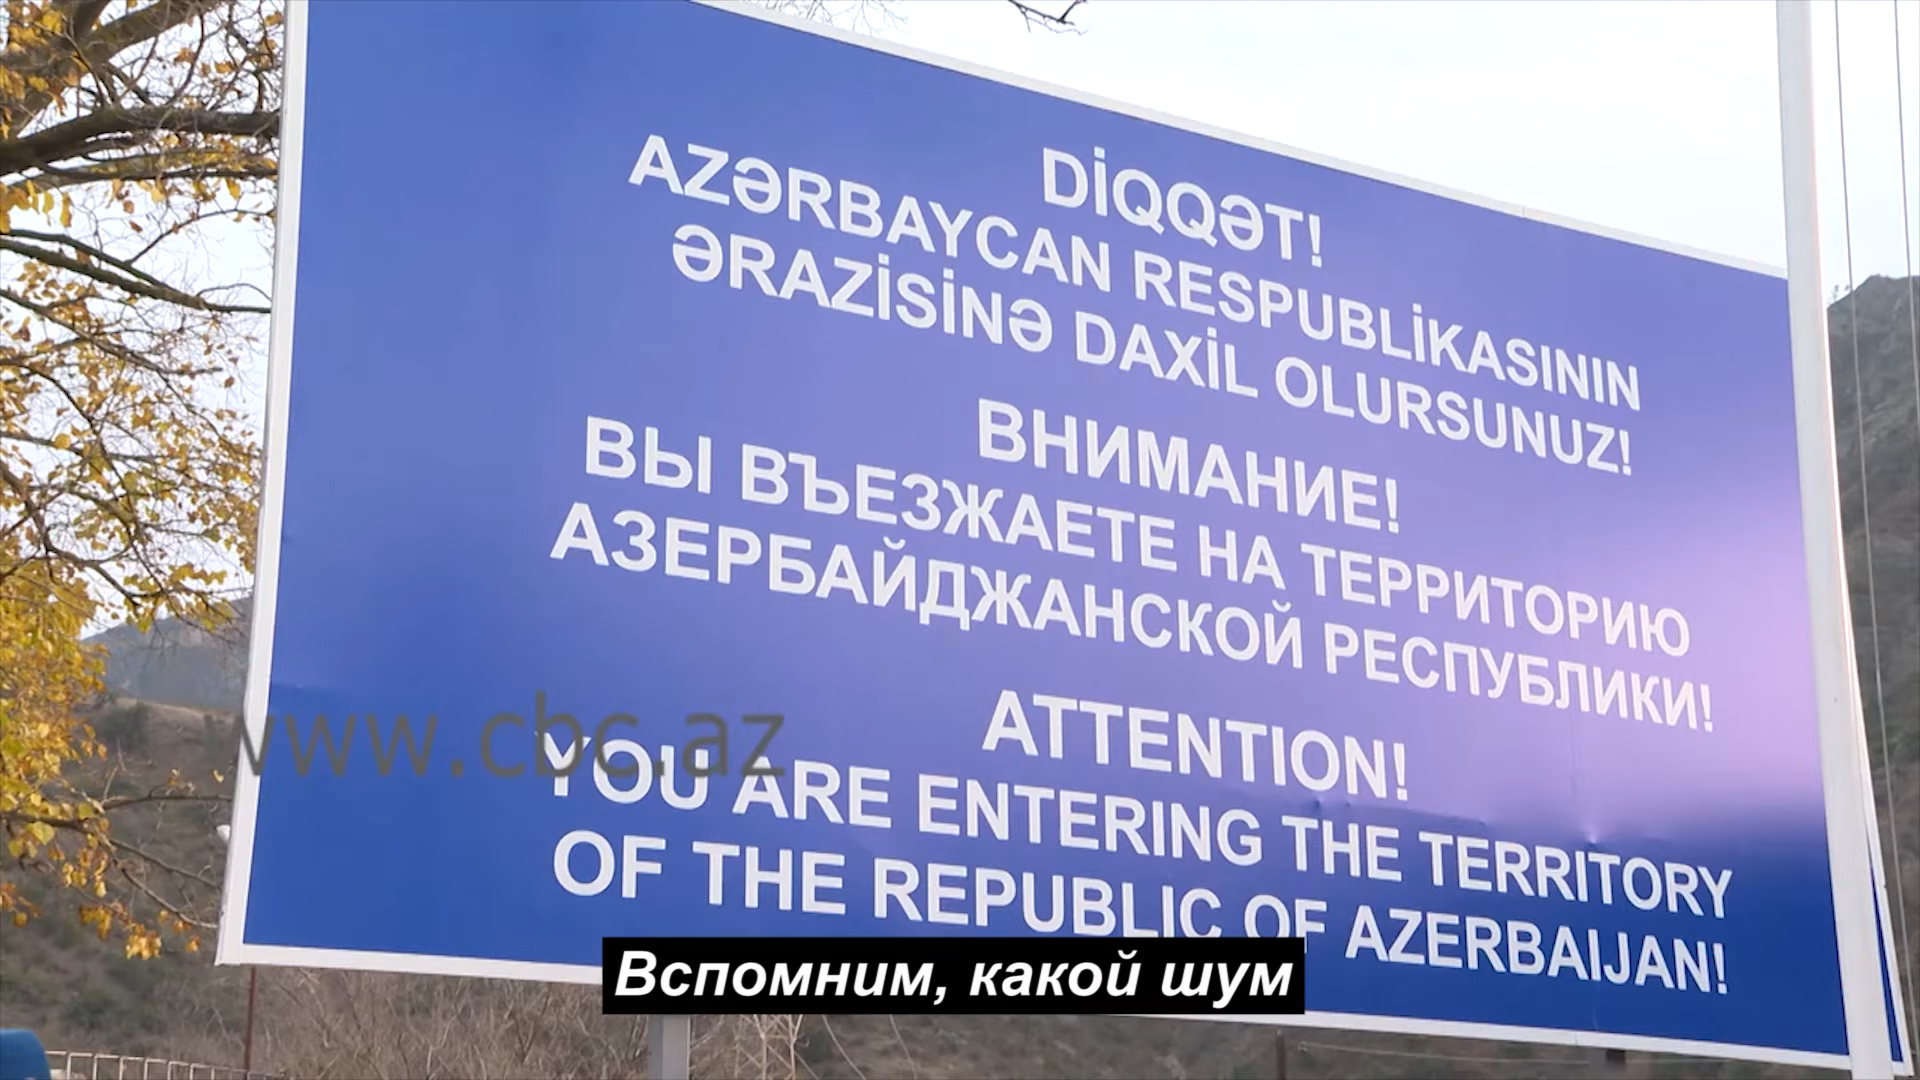 DİQQƏT!
AZƏRBAYCAN RESPUBLİKASININ
ƏRAZİSİNƏ DAXİL OLURSUNUZ!
ВНИМАНИЕ!
ВЫ ВЪЕЗЖАЕТЕ НА ТЕРРИТОРИЮ
АЗЕРБАЙДЖАНСКОЙ РЕСПУБЛИКИ!
ATTENTION!
YOU ARE ENTERING THE TERRITORY
OF THE REPUBLIC OF AZERBAIJAN!
www.cbc.az
Вспомним, какой шум